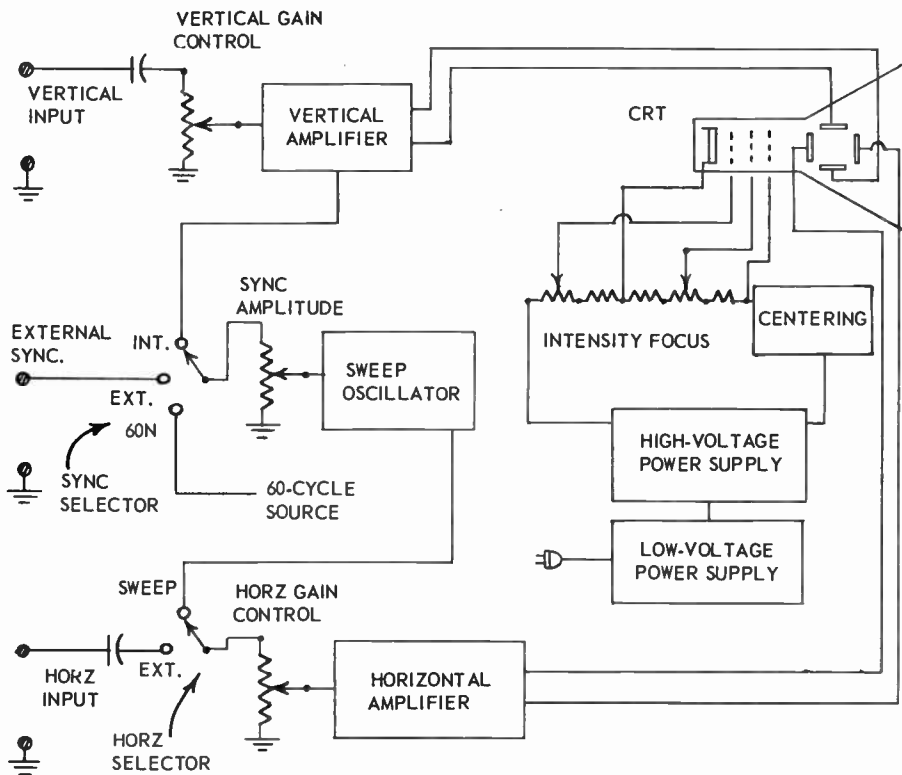 VERTICAL GAIN
CONTROL
VERTICAL
INPUT
VERTICAL
AMPLIFIER
CRT
SYNC
AMPLITUDE
EXTERNAL
SYNC.
INT.
EXT.
60N
SYNC
SELECTOR
SWEEP
OSCILLATOR
60-CYCLE
SOURCE
INTENSITY FOCUS
CENTERING
HIGH-VOLTAGE
POWER SUPPLY
LOW-VOLTAGE
POWER SUPPLY
SWEEP
HORZ GAIN
CONTROL
EXT.
HORZ
INPUT
HORIZONTAL
AMPLIFIER
HORZ
SELECTOR